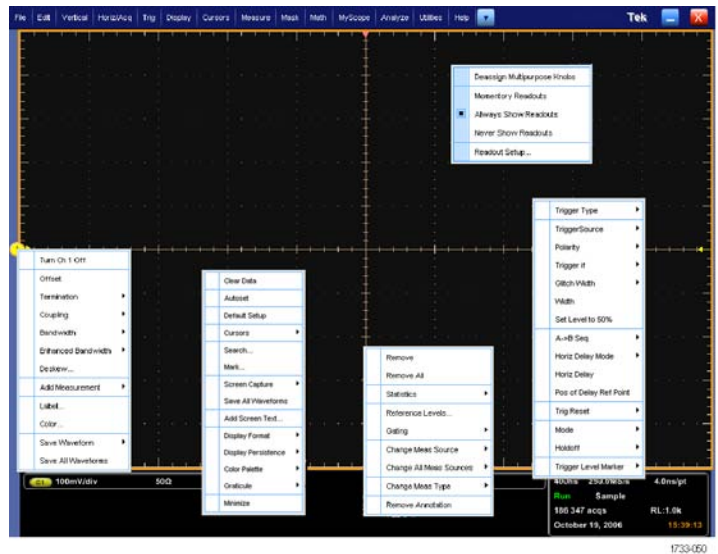 File Edit Vertical Horiz/Acq Trig Display Cursors Measure Mask Math MyScope Analyze Utilities Help Tek
Deassign Multipurpose Knobs
Momentary Readouts
Always Show Readouts
Never Show Readouts
Readout Setup...
Trigger Type
TriggerSource
Polarity
Trigger if
Glitch Width
Width
Set Level to 50%
A->B Seq
Horiz Delay Mode
Horiz Delay
Pos of Delay Ref Point
Trig Reset
Mode
Holdoff
Trigger Level Marker
Turn Ch 1 Off
Offset
Termination
Coupling
Bandwidth
Enhanced Bandwidth
Deskew...
Add Measurement
Label...
Color...
Save Waveform
Save All Waveforms
Clear Data
Autoset
Default Setup
Cursors
Search...
Mark...
Screen Capture
Save All Waveforms
Add Screen Text...
Display Format
Display Persistence
Color Palette
Graticule
Minimize
Remove
Remove All
Statistics
Reference Levels...
Gating
Change Meas Source
Change All Meas Sources
Change Meas Type
Remove Annotation
C1 100mV/div 50Ω
400ns 250.0MS/s 4.0ns/pt
Run Sample
186 347 acqs RL:1.0k
October 19, 2006 15:39:13
1733-050